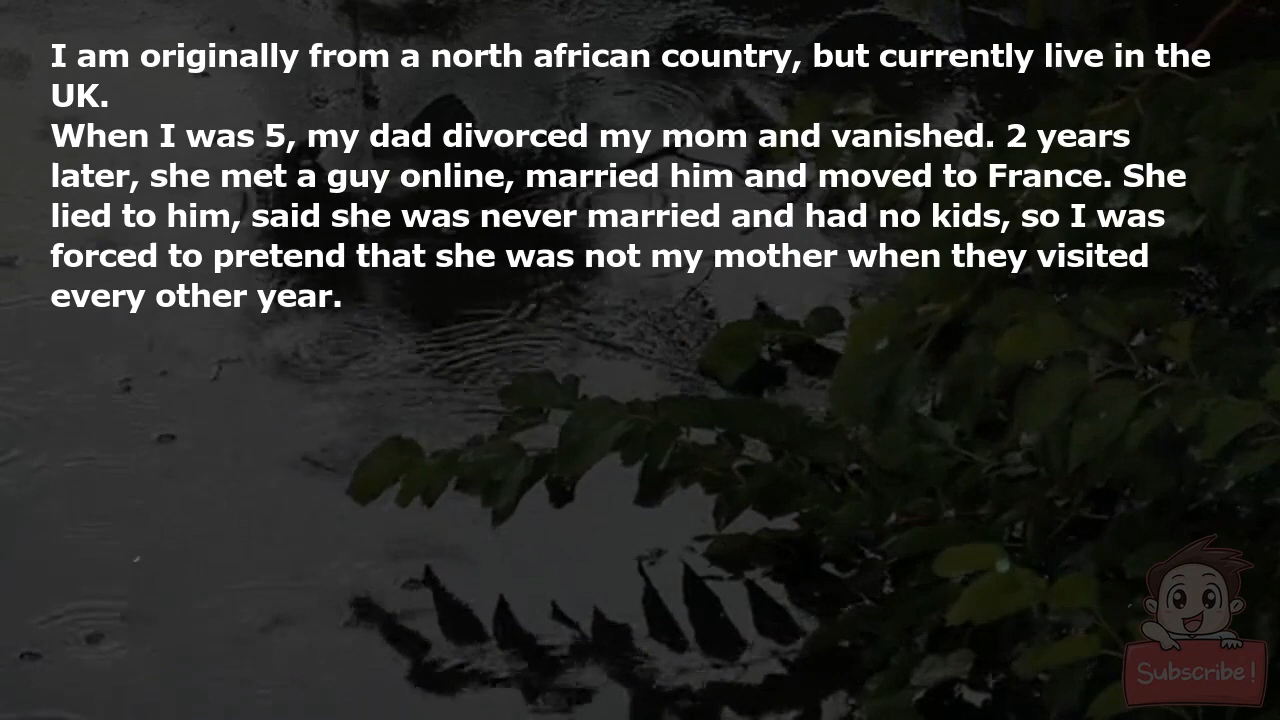 I am originally from a north african country, but currently live in the
UK.
When I was 5, my dad divorced my mom and vanished. 2 years
later, she met a guy online, married him and moved to France. She
lied to him, said she was never married and had no kids, so I was
forced to pretend that she was not my mother when they visited
every other year.
Subscribe!